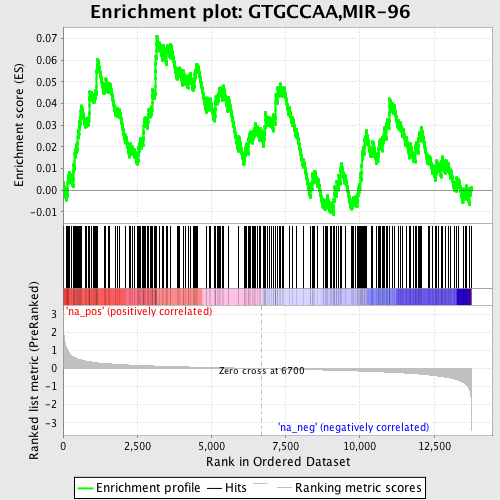 Enrichment plot: GTGCCAA,MIR-96
Enrichment score (ES)
0.07
0.06
0.05
0.04
0.03
0.02
0.01
0.00
-0.01
'na_pos' (positively correlated)
Ranked list metric (PreRanked)
3
2
1
0
-1
-2
-3
Zero cross at 6700
'na_neg' (negatively correlated)
0
2,500
5,000
7,500
10,000
12,500
Rank in Ordered Dataset
Enrichment profile
Hits
Ranking metric scores